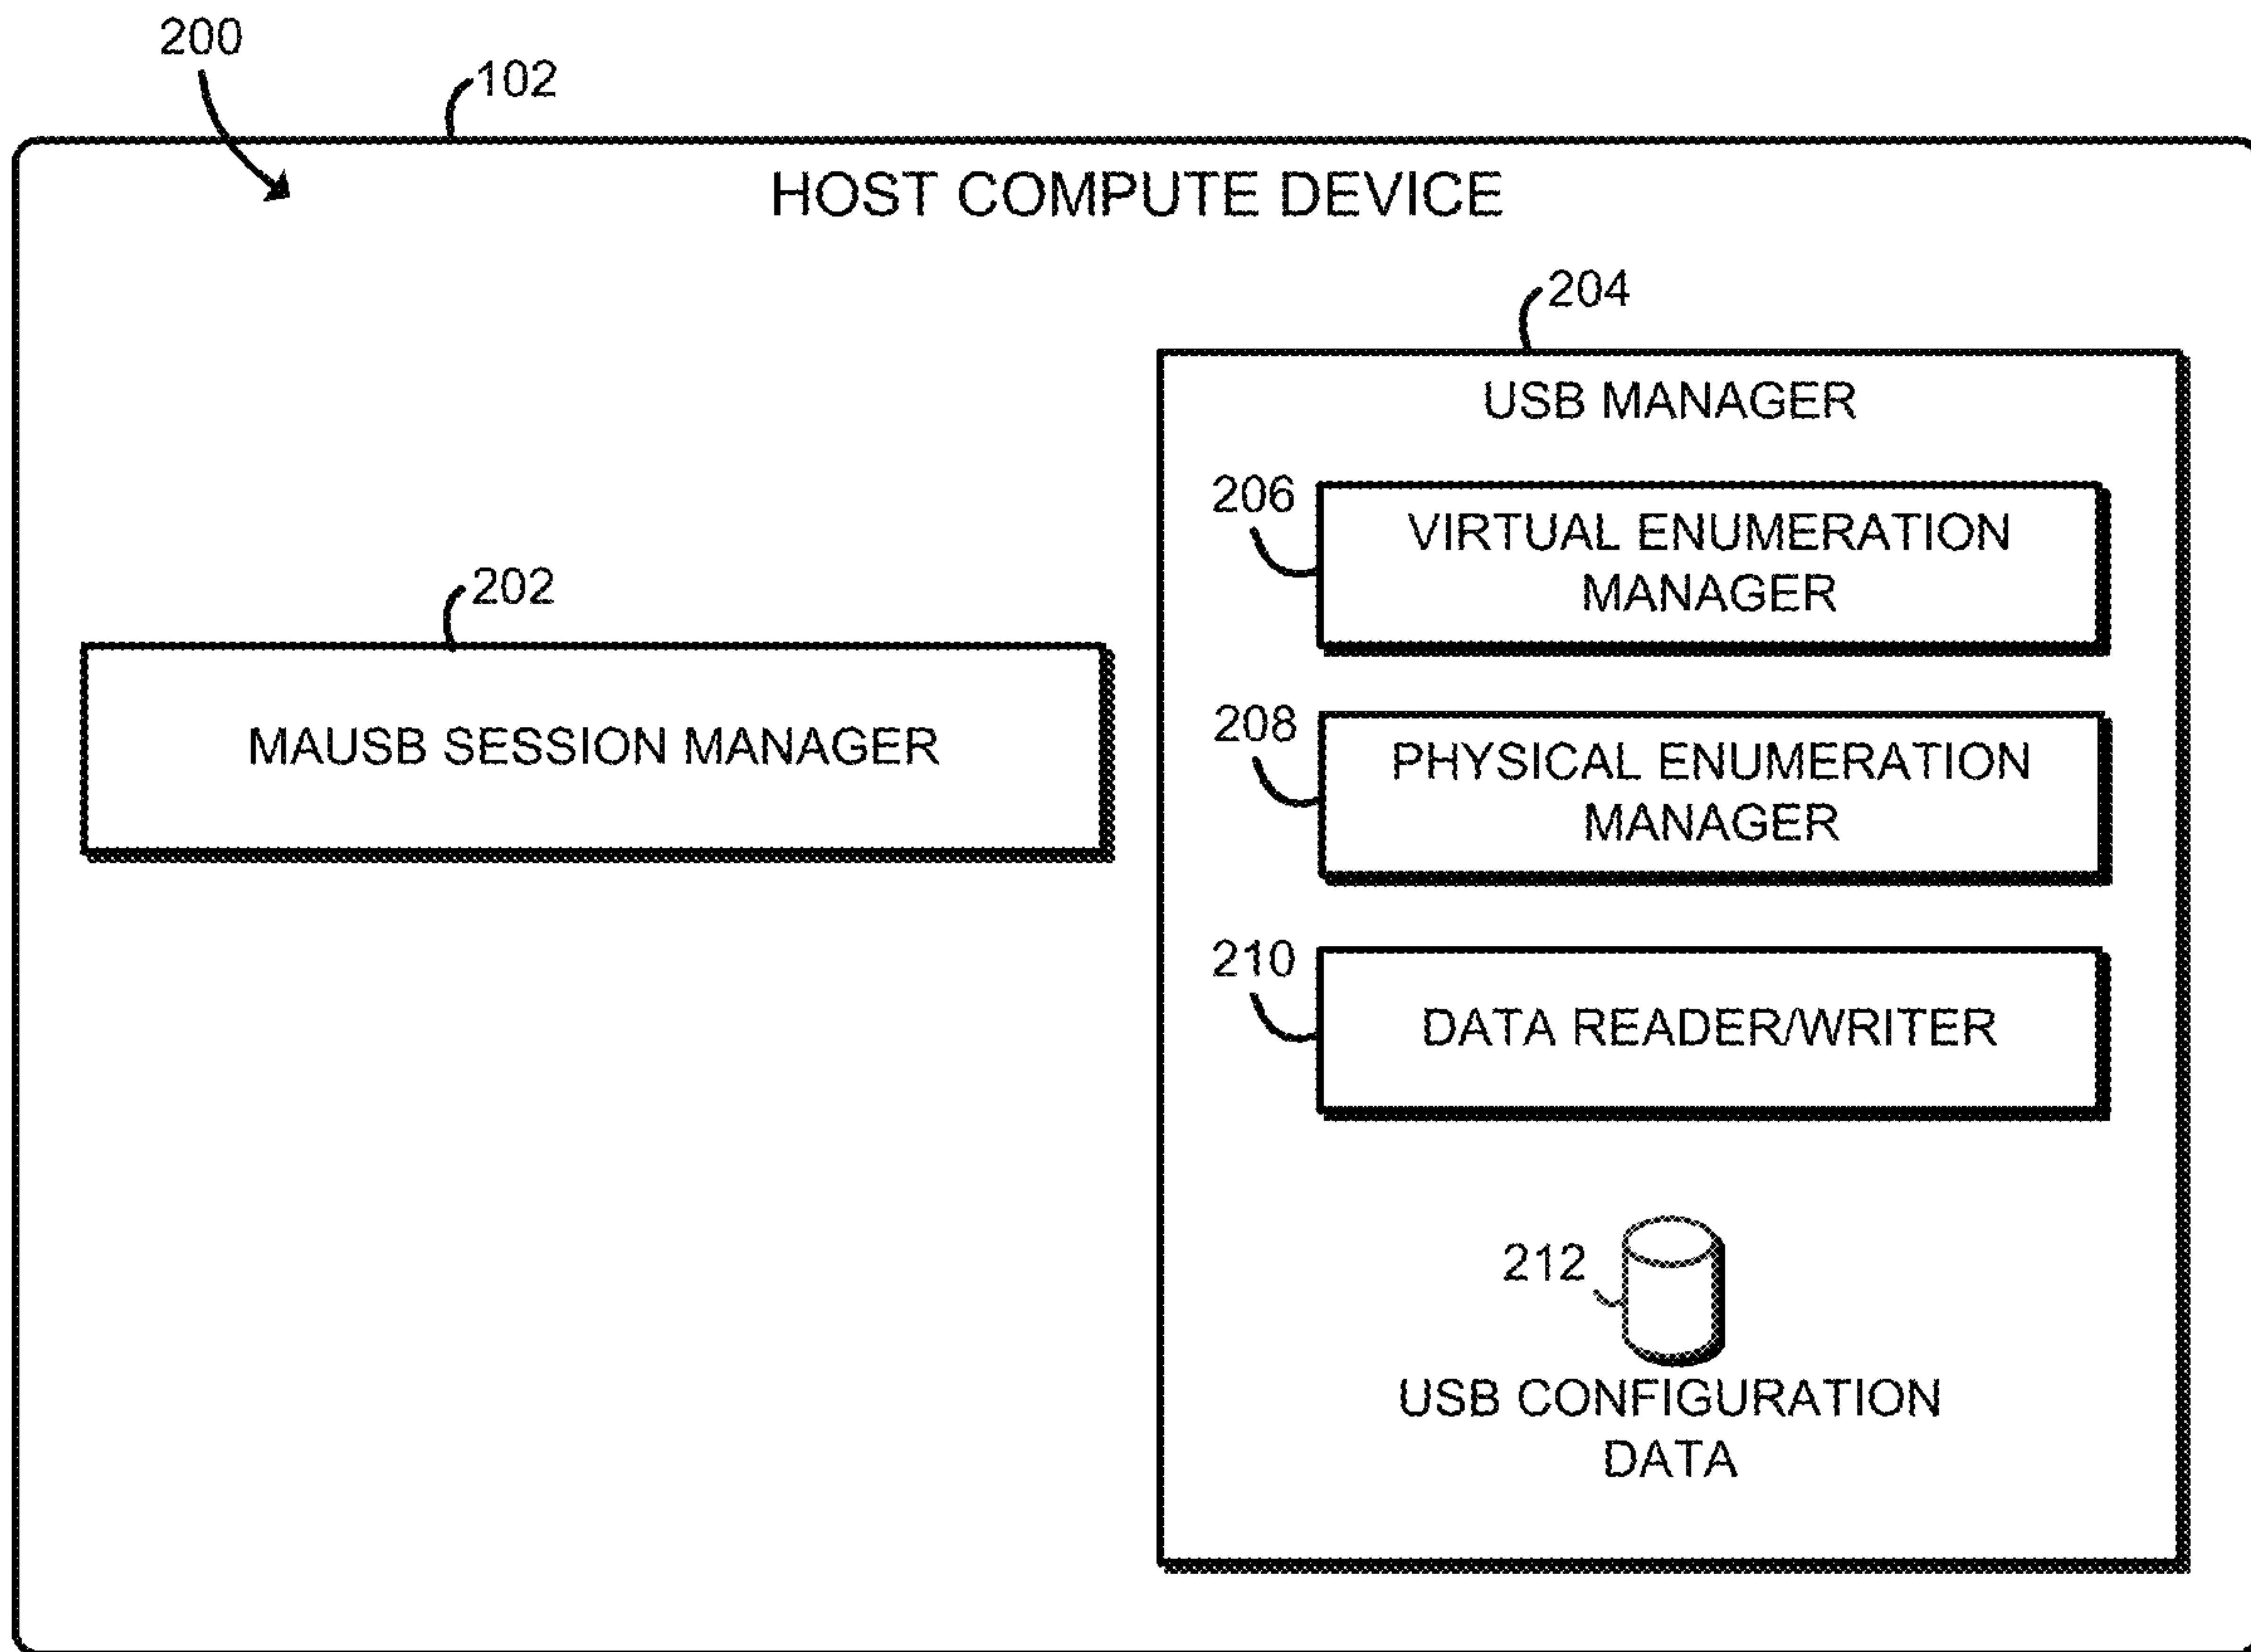 200
102
HOST COMPUTE DEVICE
204
USB MANAGER
206
VIRTUAL ENUMERATION
MANAGER
202
MAUSB SESSION MANAGER
208
PHYSICAL ENUMERATION
MANAGER
210
DATA READER/WRITER
212
USB CONFIGURATION
DATA